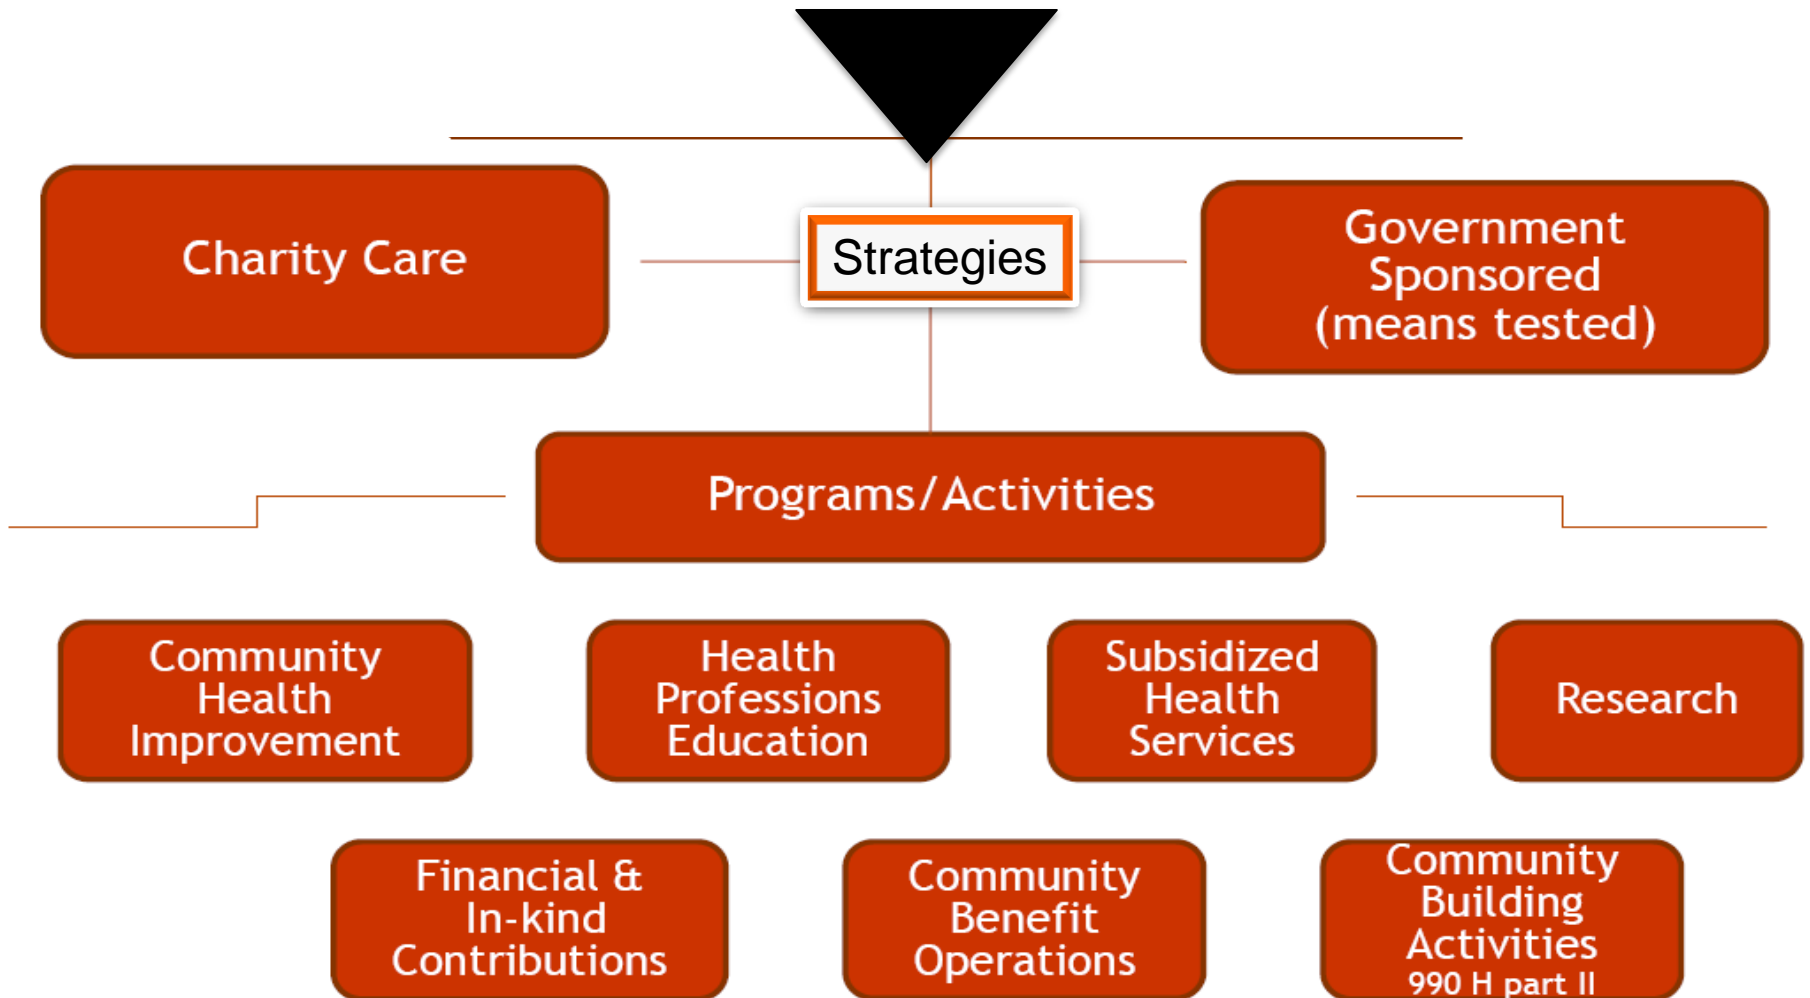 Charity Care
Strategies
Government
Sponsored
(means tested)
Programs/Activities
Community
Health
Improvement
Health
Professions
Education
Subsidized
Health
Services
Research
Financial &
In-kind
Contributions
Community
Benefit
Operations
Community
Building
Activities
990 H part II